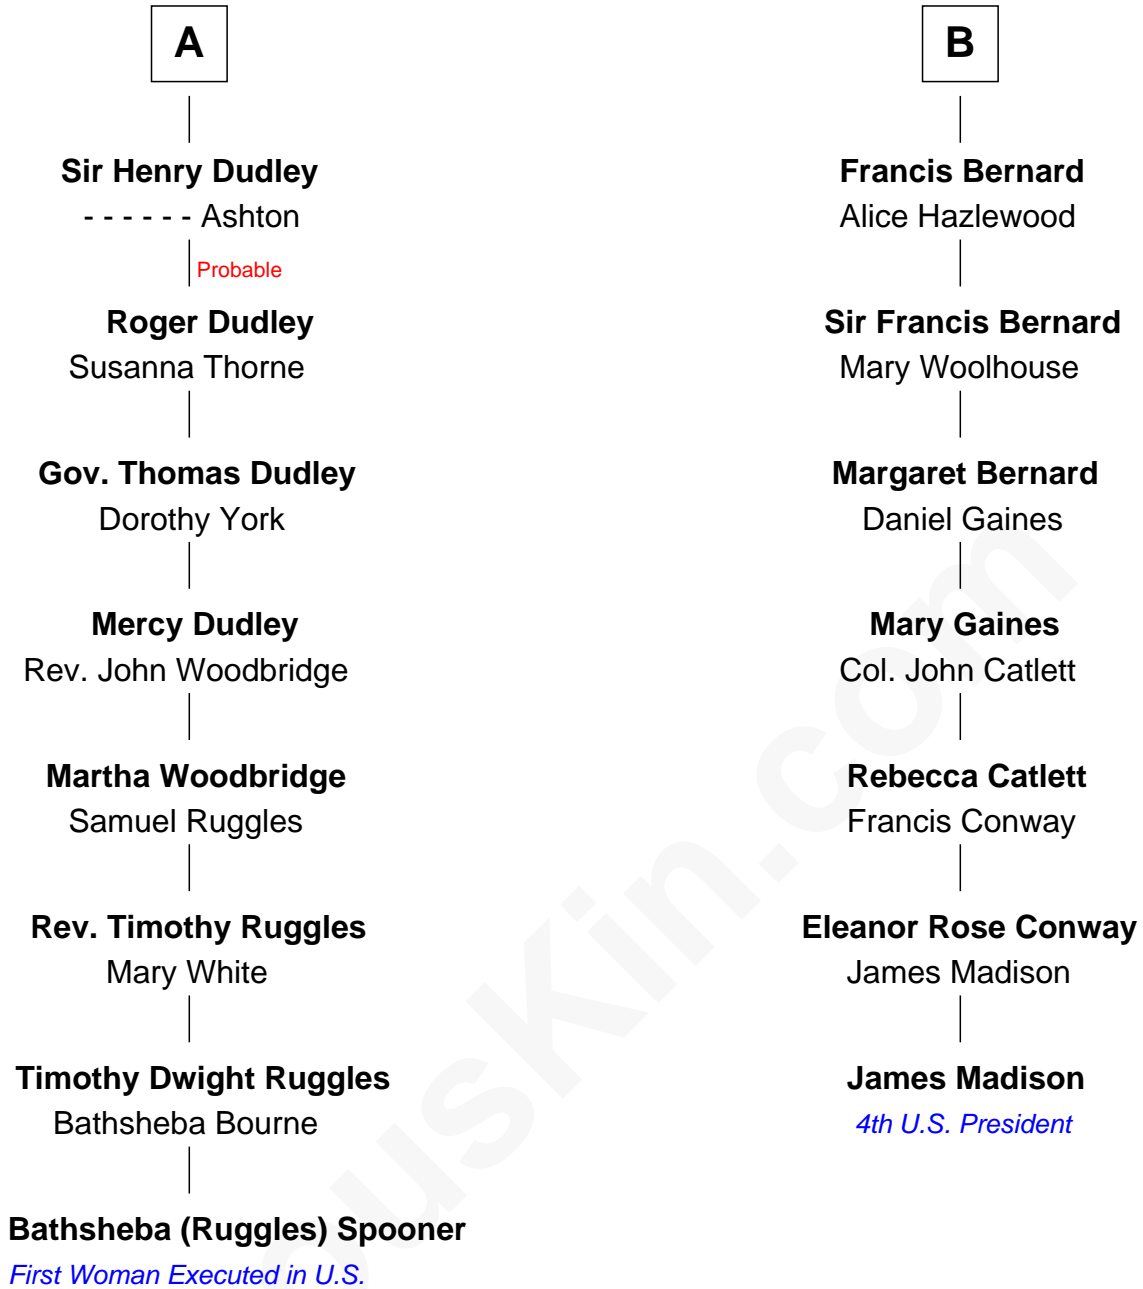 A
Sir Henry Dudley
- - - - - - Ashton
Probable
Roger Dudley
Susanna Thorne
Gov. Thomas Dudley
Dorothy York
Mercy Dudley
Rev. John Woodbridge
Martha Woodbridge
Samuel Ruggles
Rev. Timothy Ruggles
Mary White
Timothy Dwight Ruggles
Bathsheba Bourne
Bathsheba (Ruggles) Spooner
First Woman Executed in U.S.
B
Francis Bernard
Alice Hazlewood
Sir Francis Bernard
Mary Woolhouse
Margaret Bernard
Daniel Gaines
Mary Gaines
Col. John Catlett
Rebecca Catlett
Francis Conway
Eleanor Rose Conway
James Madison
James Madison
4th U.S. President
ousKin.com